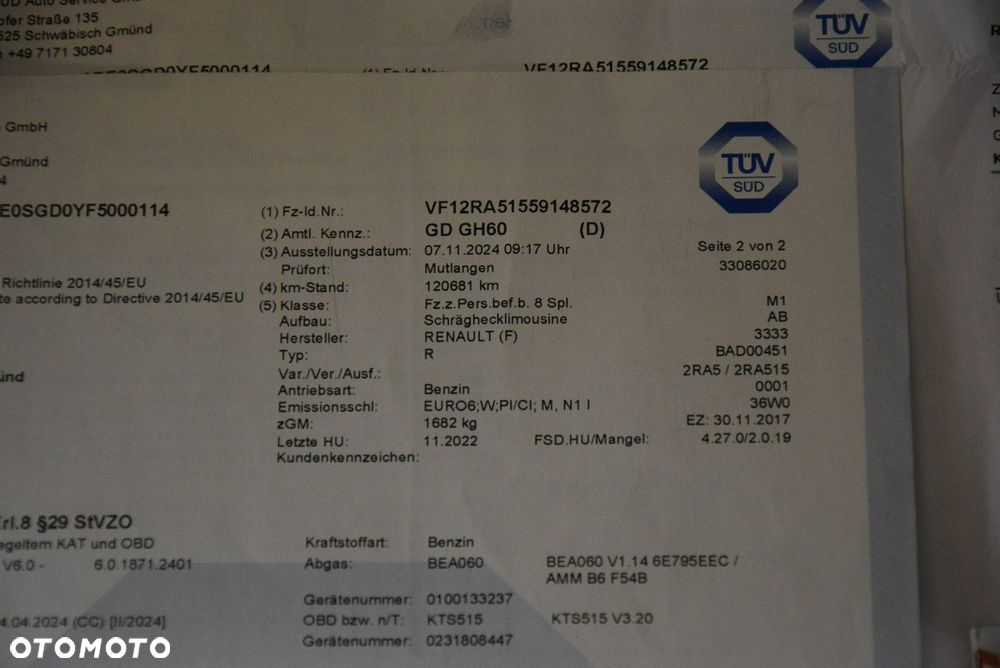 ofer Straße 135
525 Schwäbisch Gmünd
+49 7171 30804
TÜV
SÜD
VF12RA51559148572
GmbH
Gmünd
4
TÜV
SÜD
E0SGD0YF5000114
(1) Fz-Id.Nr.: VF12RA51559148572
(2) Amtl. Kennz.: GD GH60 (D)
(3) Ausstellungsdatum: 07.11.2024 09:17 Uhr Seite 2 von 2
Prüfort: Mutlangen 33086020
Richtlinie 2014/45/EU
te according to Directive 2014/45/EU
(4) km-Stand: 120681 km
(5) Klasse: Fz.z.Pers.bef.b. 8 Spl. M1
Aufbau: Schräghecklimousine AB
Hersteller: RENAULT (F) 3333
Typ: R BAD00451
Var./Ver./Ausf.: 2RA5 / 2RA515
ünd
Antriebsart: Benzin 0001
Emissionsschl: EURO6;W;PI/CI; M, N1 I 36W0
zGM: 1682 kg EZ: 30.11.2017
Letzte HU: 11.2022 FSD.HU/Mangel: 4.27.0/2.0.19
Kundenkennzeichen:
rl.8 §29 StVZO
egeltem KAT und OBD
V6.0 - 6.0.1871.2401
Kraftstoffart: Benzin
Abgas: BEA060 BEA060 V1.14 6E795EEC /
AMM B6 F54B
Gerätenummer: 0100133237
4.04.2024 (CC) [II/2024]
OBD bzw. n/T: KTS515 KTS515 V3.20
Gerätenummer: 0231808447
OTOMOTO